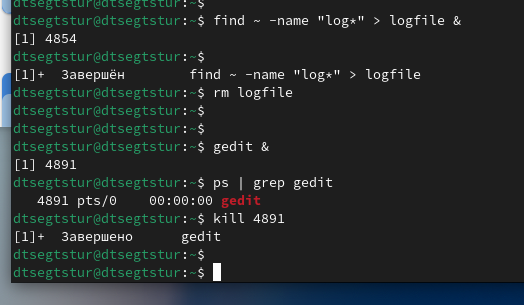 dtsegtstur@dtsegtstur:~$
dtsegtstur@dtsegtstur:~$ find ~ -name "log*" > logfile &
[1] 4854
dtsegtstur@dtsegtstur:~$
[1]+  Завершён        find ~ -name "log*" > logfile
dtsegtstur@dtsegtstur:~$ rm logfile
dtsegtstur@dtsegtstur:~$
dtsegtstur@dtsegtstur:~$
dtsegtstur@dtsegtstur:~$ gedit &
[1] 4891
dtsegtstur@dtsegtstur:~$ ps | grep gedit
   4891 pts/0    00:00:00 gedit
dtsegtstur@dtsegtstur:~$ kill 4891
[1]+  Завершено      gedit
dtsegtstur@dtsegtstur:~$
dtsegtstur@dtsegtstur:~$